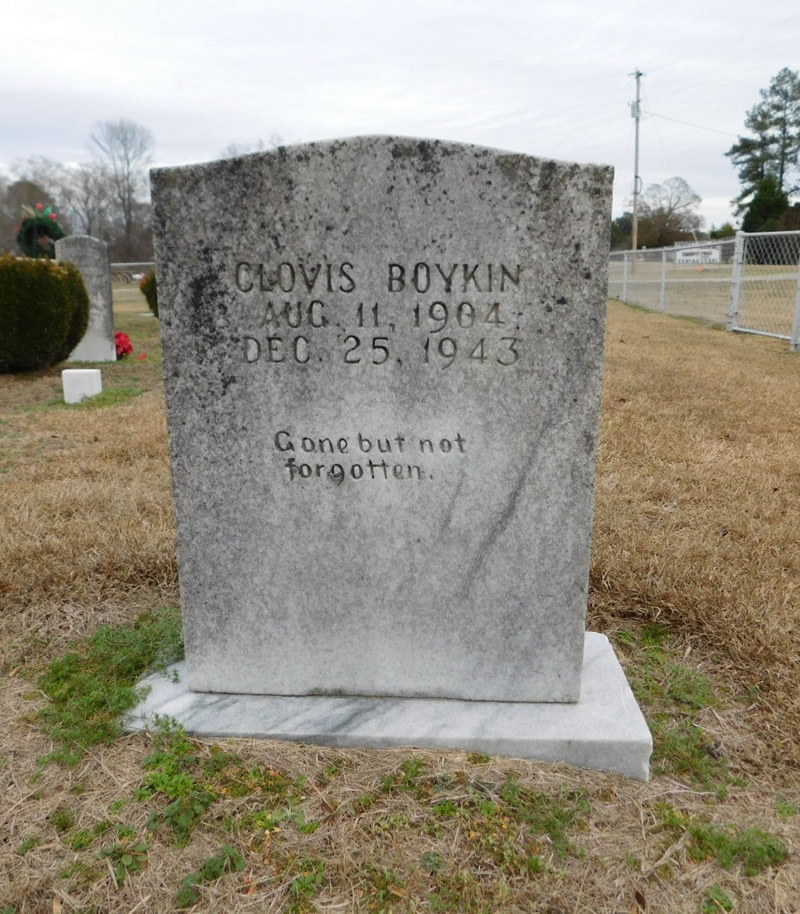 CLOVIS BOYKIN
AUG. 11, 1904
DEC. 25, 1943
Gone but not
forgotten.